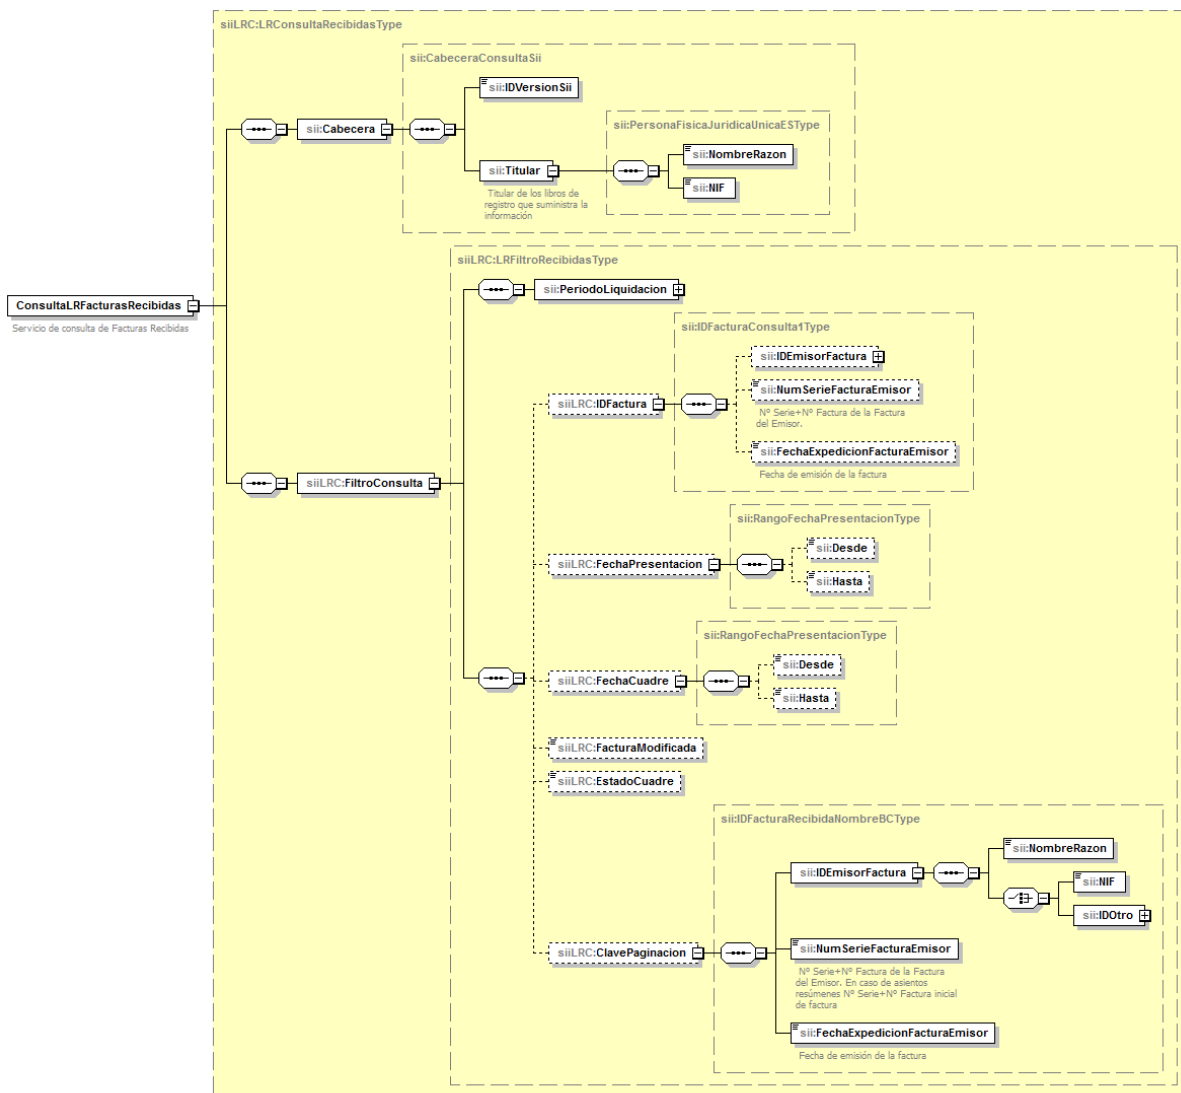 siiLRC:LRConsultaRecibidasType
sii:CabeceraConsultaSii
sii:IDVersionSii
sii:PersonaFisicaJuridicaUnicaESType
sii:Cabecera
sii:NombreRazon
sii:Titular
sii:NIF
Titular de los libros de
registro que suministra la
información
siiLRC:LRFiltroRecibidasType
sii:PeriodoLiquidacion
ConsultaLRFacturasRecibidas
Servicio de consulta de Facturas Recibidas
sii:IDFacturaConsulta1Type
sii:IDEmisorFactura
sii:NumSerieFacturaEmisor
siiLRC:IDFactura
Nº Serie+Nº Factura de la Factura
del Emisor.
sii:FechaExpedicionFacturaEmisor
Fecha de emisión de la factura
siiLRC:FiltroConsulta
sii:RangoFechaPresentacionType
sii:Desde
siiLRC:FechaPresentacion
sii:Hasta
sii:RangoFechaPresentacionType
sii:Desde
siiLRC:FechaCuadre
sii:Hasta
siiLRC:FacturaModificada
siiLRC:EstadoCuadre
sii:IDFacturaRecibidaNombreBCType
sii:NombreRazon
sii:IDEmisorFactura
sii:NIF
sii:IDOtro
siiLRC:ClavePaginacion
sii:NumSerieFacturaEmisor
Nº Serie+Nº Factura de la Factura
del Emisor. En caso de asientos
resúmenes Nº Serie+Nº Factura inicial
de factura
sii:FechaExpedicionFacturaEmisor
Fecha de emisión de la factura